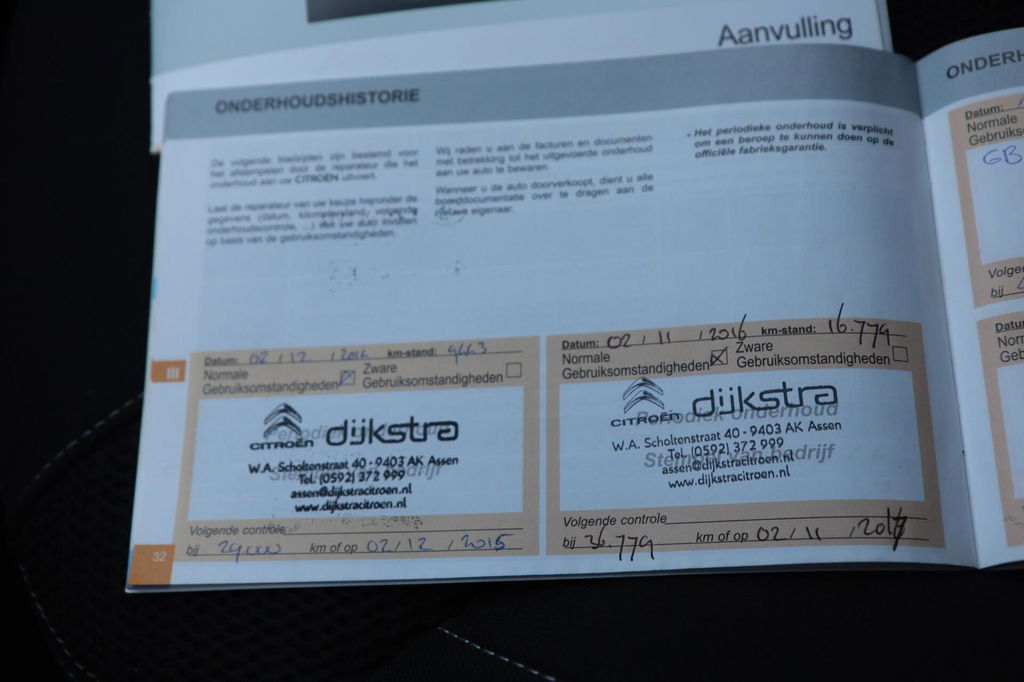 Aanvulling
ONDERHOUDSHISTORIE
De volgende bladzijden zijn bestemd voor
het afstempelen door de reparateur die het
onderhoud aan uw CITROËN uitvoert.
Laat de reparateur van uw keuze hieronder de
gegevens (datum, kilometerstand, volgende
onderhoudscontrole, ...) van uw auto invullen
op basis van de gebruiksomstandigheden.
Wij raden u aan de facturen en documenten
met betrekking tot het uitgevoerde onderhoud
aan uw auto te bewaren.
Wanneer u de auto doorverkoopt, dient u alle
boorddocumentatie over te dragen aan de
nieuwe eigenaar.
• Het periodieke onderhoud is verplicht
om een beroep te kunnen doen op de
officiële fabrieksgarantie.
III
Datum: 02 / 12 / 2014 km-stand: 9663
Normale
Gebruiksomstandigheden
Zware
Gebruiksomstandigheden
Periodiek
CITROËN dijkstra
W.A. Scholtenstraat 40 - 9403 AK Assen
Tel. (0592) 372 999
assen@dijkstracitroen.nl
www.dijkstracitroen.nl
Volgende controle
bij 29000 km of op 02 / 12 / 2015
32
Datum: 02 / 11 / 2016 km-stand: 16.779
Normale
Gebruiksomstandigheden
Zware
Gebruiksomstandigheden
Periodiek onderhoud
CITROËN dijkstra
W.A. Scholtenstraat 40 - 9403 AK Assen
Tel. (0592) 372 999
Stempel van bedrijf
assen@dijkstracitroen.nl
www.dijkstracitroen.nl
Volgende controle
bij 36.779 km of op 02 / 11 / 2017
ONDERH
Datum:
Normale
Gebruikso
GB
Volge
bij
Datu
Norm
Gebr